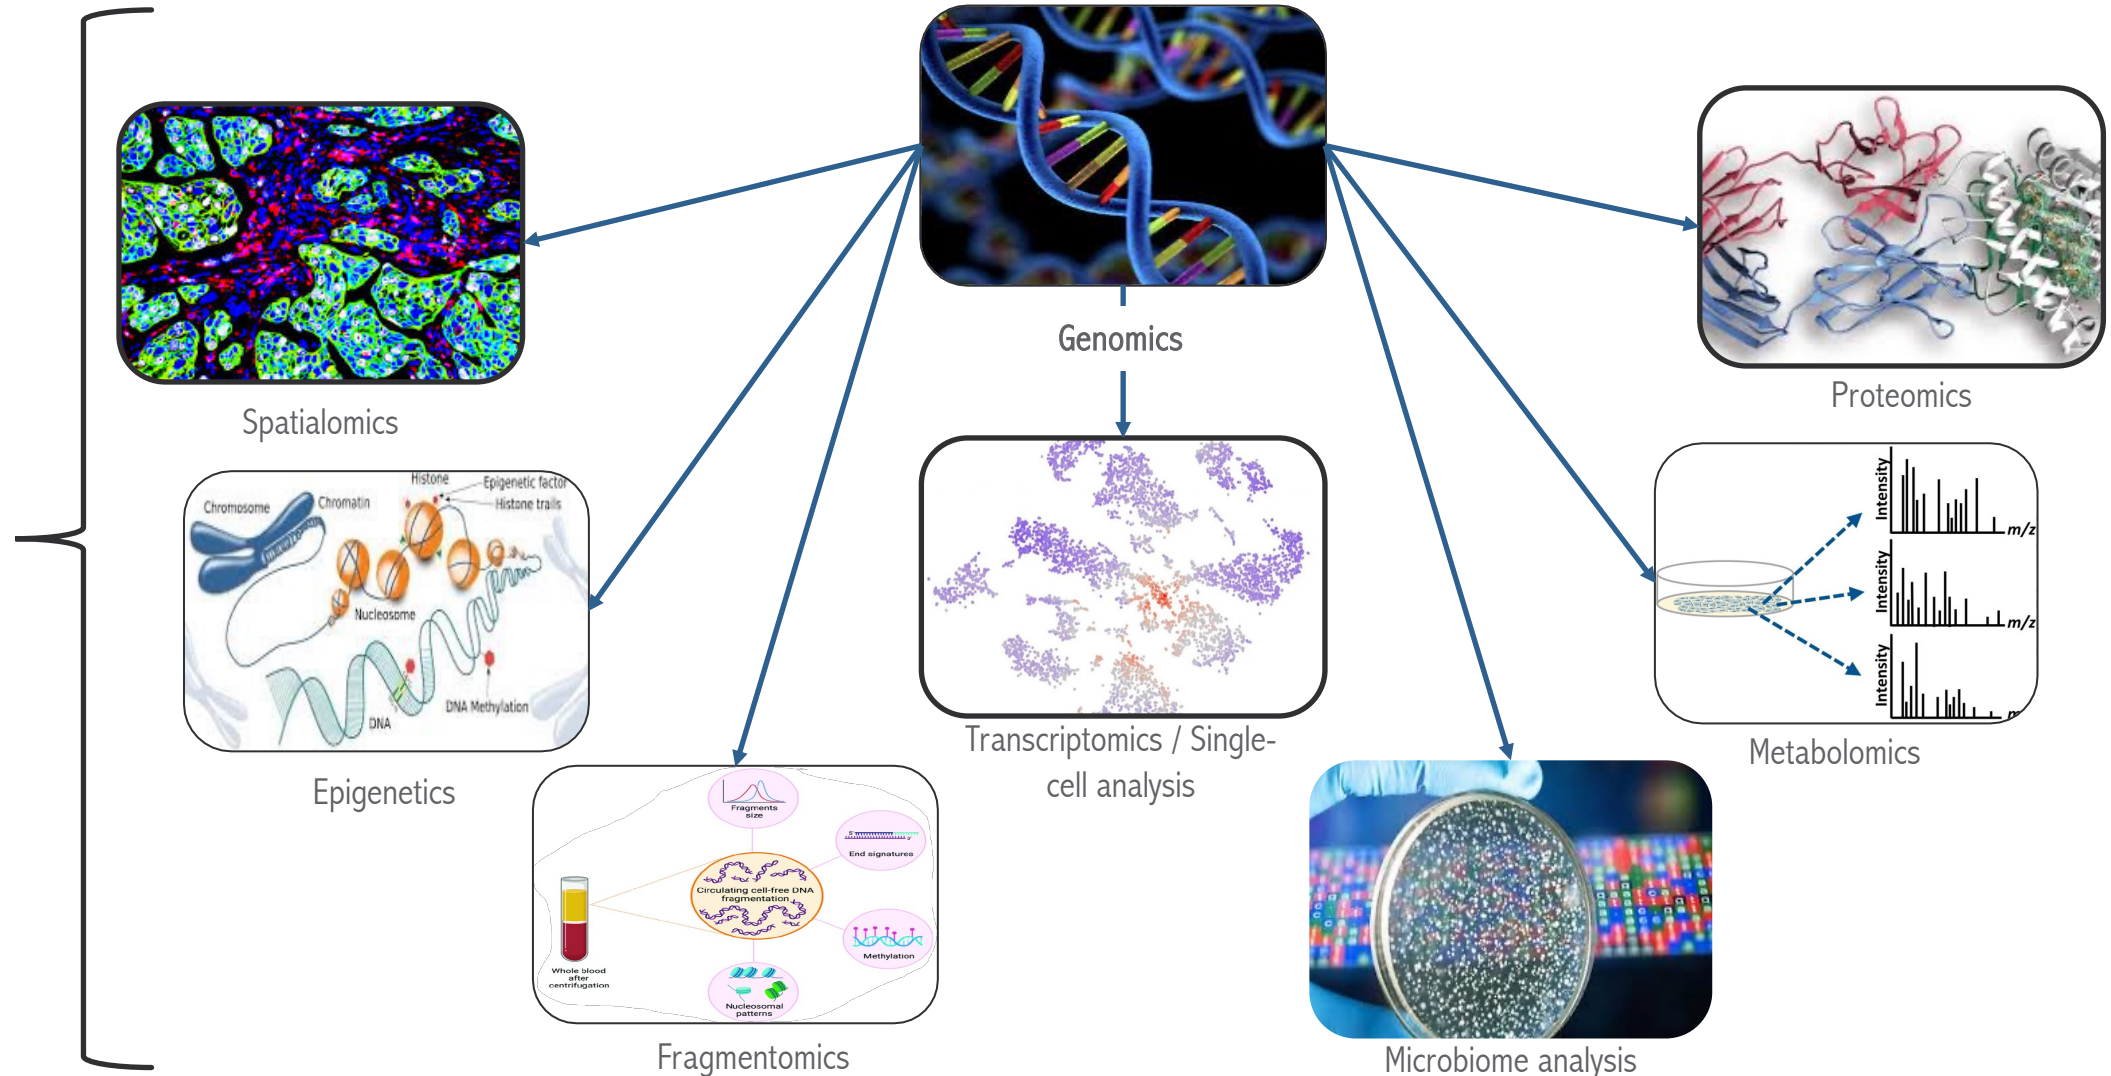 Genomics
Spatialomics
Proteomics
Histone
Epigenetic factor
Histone trails
Chromosome
Chromatin
Nucleosome
DNA
DNA Methylation
Epigenetics
Transcriptomics / Single-
cell analysis
Intensity
m/z
Intensity
m/z
Intensity
Metabolomics
Fragments
size
5'
3'
End signatures
Circulating cell-free DNA
fragmentation
Methylation
Whole blood
after
centrifugation
Nucleosomal
patterns
Fragmentomics
Microbiome analysis